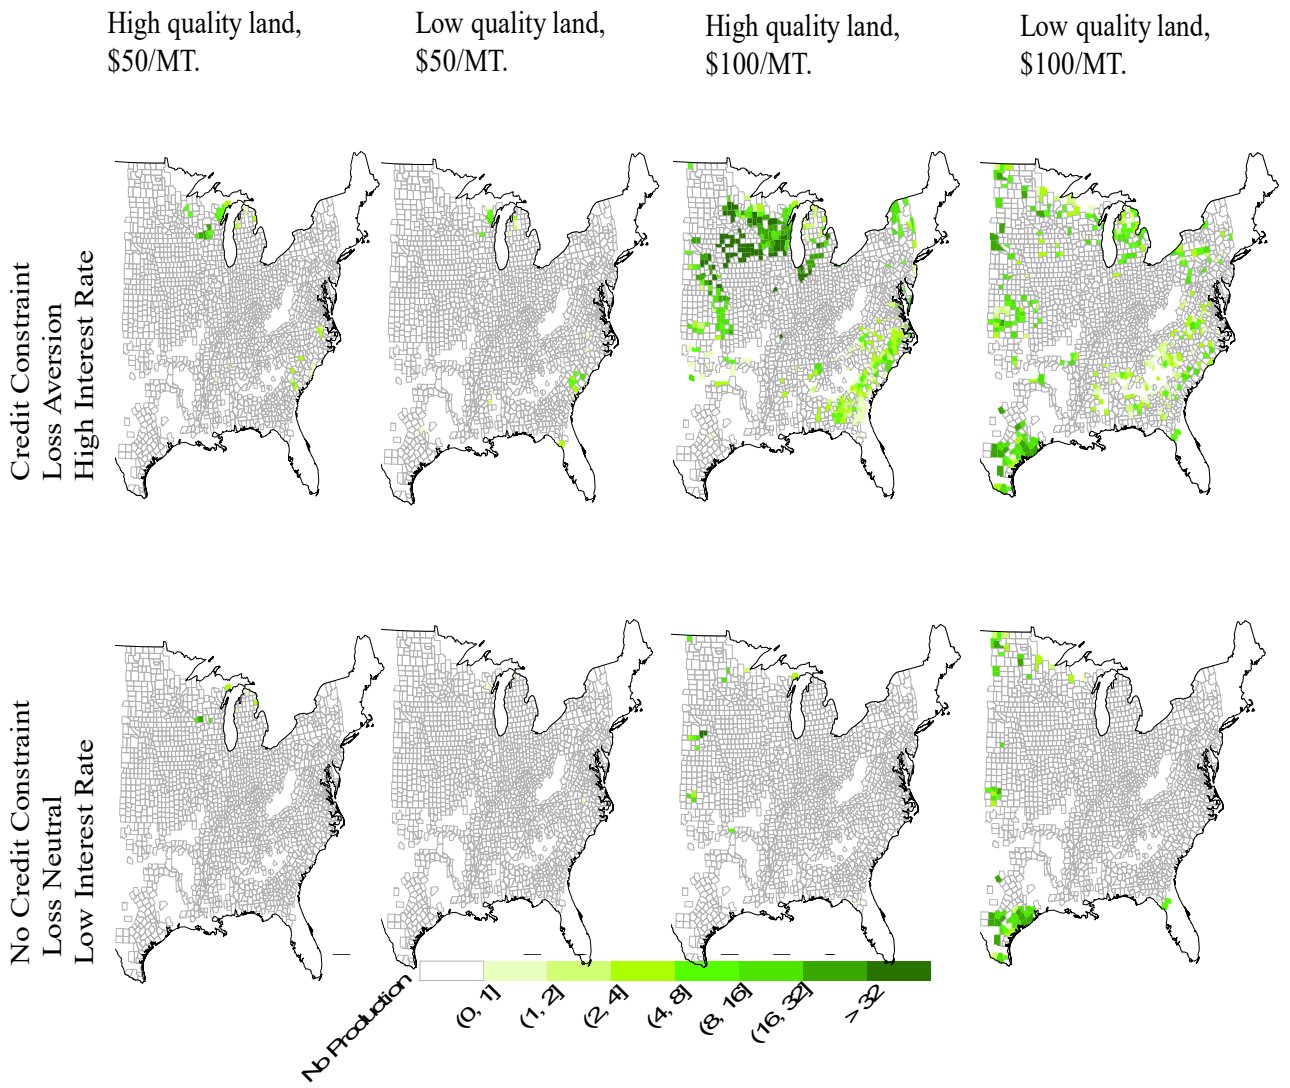 High quality land,
$50/MT.
Low quality land,
$50/MT.
High quality land,
$100/MT.
Low quality land,
$100/MT.
Credit Constraint
Loss Aversion
High Interest Rate
No Credit Constraint
Loss Neutral
Low Interest Rate
No Production
(0, 1]
(1, 2]
(2, 4]
(4, 8]
(8, 16]
(16, 32]
> 32